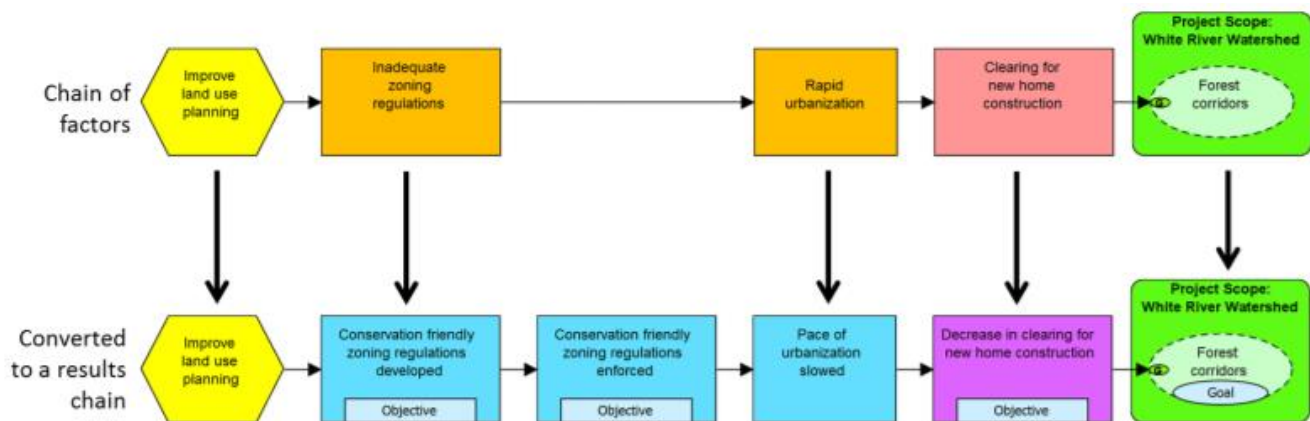 Chain of
factors
Improve
land use
planning
Inadequate
zoning
regulations
Rapid
urbanization
Clearing for
new home
construction
Project Scope:
White River Watershed
G
Forest
corridors
Converted
to a results
chain
Improve
land use
planning
Conservation friendly
zoning regulations
developed
Objective
Conservation friendly
zoning regulations
enforced
Objective
Pace of
urbanization
slowed
Decrease in clearing for
new home construction
Objective
Project Scope:
White River Watershed
G
Forest
corridors
Goal